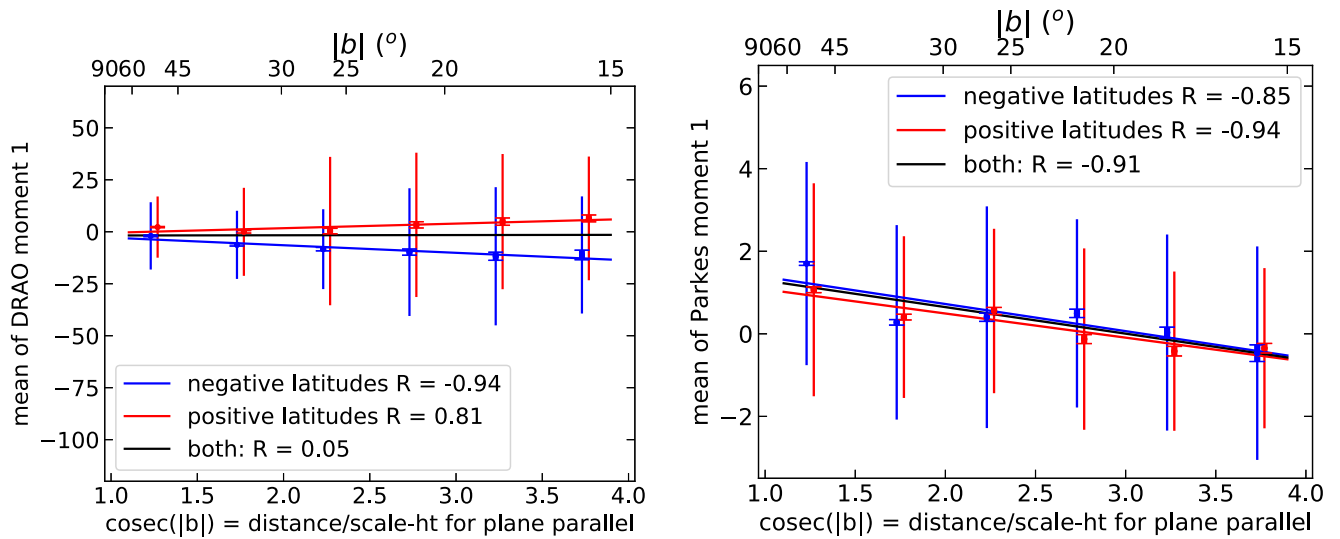 |b| (°)
9060 45 30 25 20 15
mean of DRAO moment 1
50
25
0
−25
−50
−75
−100
negative latitudes R = -0.94
positive latitudes R = 0.81
both: R = 0.05
1.0 1.5 2.0 2.5 3.0 3.5 4.0
cosec(|b|) = distance/scale-ht for plane parallel
|b| (°)
9060 45 30 25 20 15
mean of Parkes moment 1
6
4
2
0
−2
negative latitudes R = -0.85
positive latitudes R = -0.94
both: R = -0.91
1.0 1.5 2.0 2.5 3.0 3.5 4.0
cosec(|b|) = distance/scale-ht for plane parallel